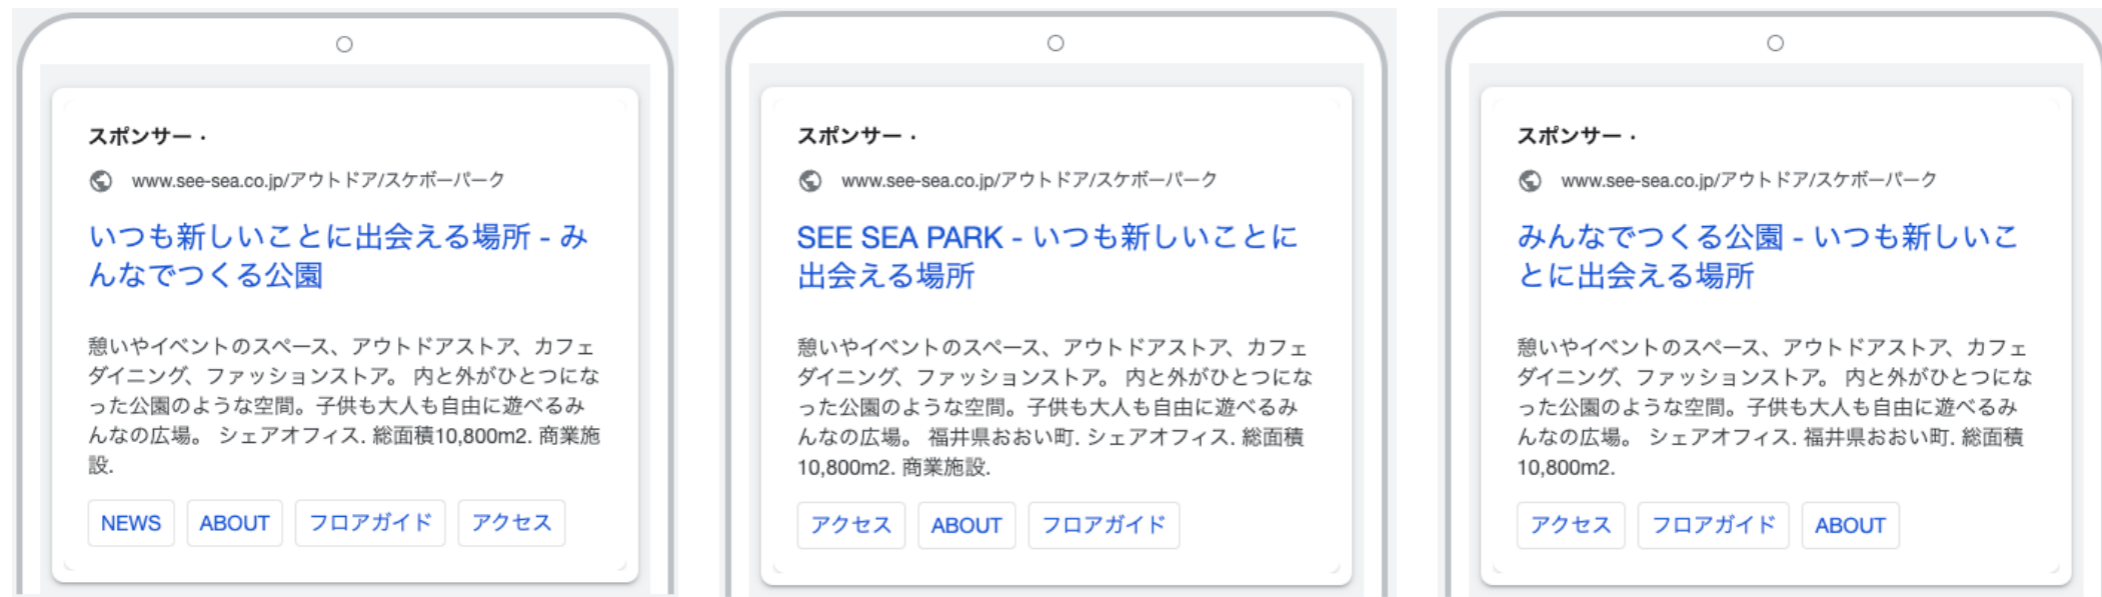 スポンサー・
www.see-sea.co.jp/アウトドア/スケボーパーク
いつも新しいことに出会える場所 - み
んなでつくる公園
憩いやイベントのスペース、アウトドアストア、カフェ
ダイニング、ファッションストア。 内と外がひとつにな
った公園のような空間。子供も大人も自由に遊べるみ
んなの広場。 シェアオフィス. 総面積10,800m2. 商業施
設.
NEWS ABOUT フロアガイド アクセス
スポンサー・
www.see-sea.co.jp/アウトドア/スケボーパーク
SEE SEA PARK - いつも新しいことに
出会える場所
憩いやイベントのスペース、アウトドアストア、カフェ
ダイニング、ファッションストア。 内と外がひとつにな
った公園のような空間。子供も大人も自由に遊べるみ
んなの広場。 福井県おおい町. シェアオフィス. 総面積
10,800m2. 商業施設.
アクセス ABOUT フロアガイド
スポンサー・
www.see-sea.co.jp/アウトドア/スケボーパーク
みんなでつくる公園 - いつも新しいこ
とに出会える場所
憩いやイベントのスペース、アウトドアストア、カフェ
ダイニング、ファッションストア。 内と外がひとつにな
った公園のような空間。子供も大人も自由に遊べるみ
んなの広場。 シェアオフィス. 福井県おおい町. 総面積
10,800m2.
アクセス フロアガイド ABOUT